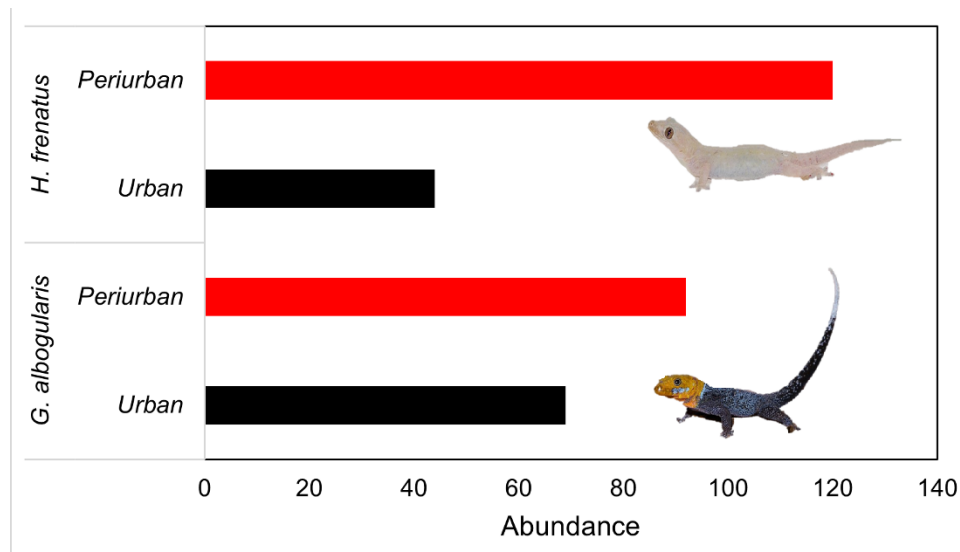 H. frenatus
Periurban
Urban
G. albogularis
Periurban
Urban
0 20 40 60 80 100 120 140
Abundance